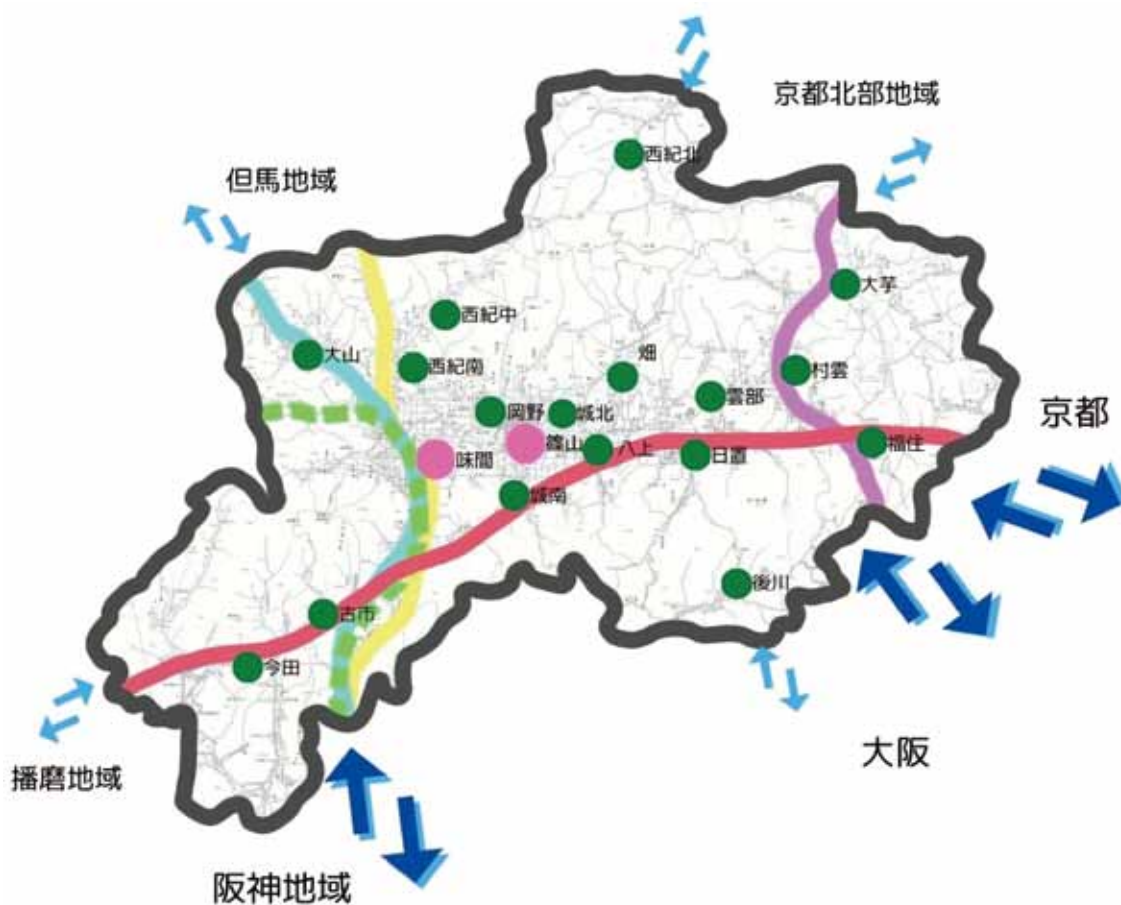 京都北部地域
西紀北
但馬地域
大芋
西紀中
大山
西紀南
畑
村雲
雲部
岡野
城北
京都
篠山
八上
福住
味間
日置
城南
後川
古市
今田
大阪
播磨地域
阪神地域